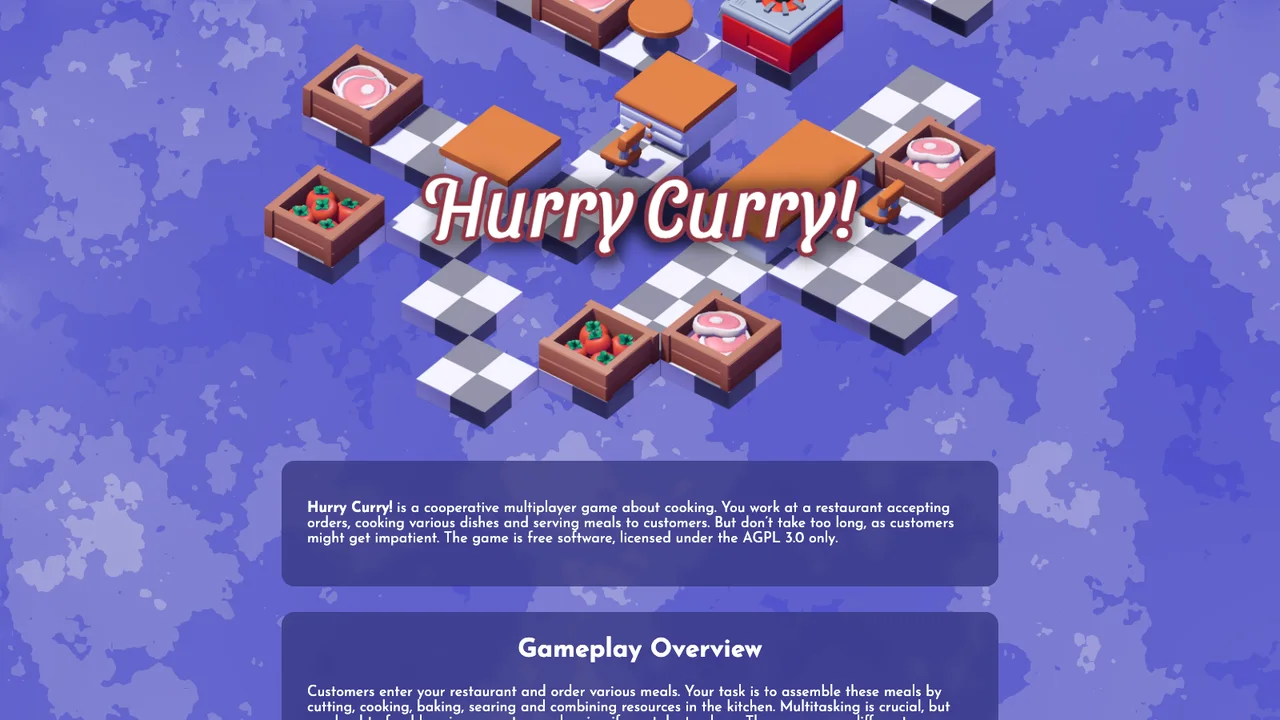 Hurry Curry!
Hurry Curry! is a cooperative multiplayer game about cooking. You work at a restaurant accepting
orders, cooking various dishes and serving meals to customers. But don't take too long, as customers
might get impatient. The game is free software, licensed under the AGPL 3.0 only.
Gameplay Overview
Customers enter your restaurant and order various meals. Your task is to assemble these meals by
cutting, cooking, baking, searing and combining resources in the kitchen. Multitasking is crucial, but